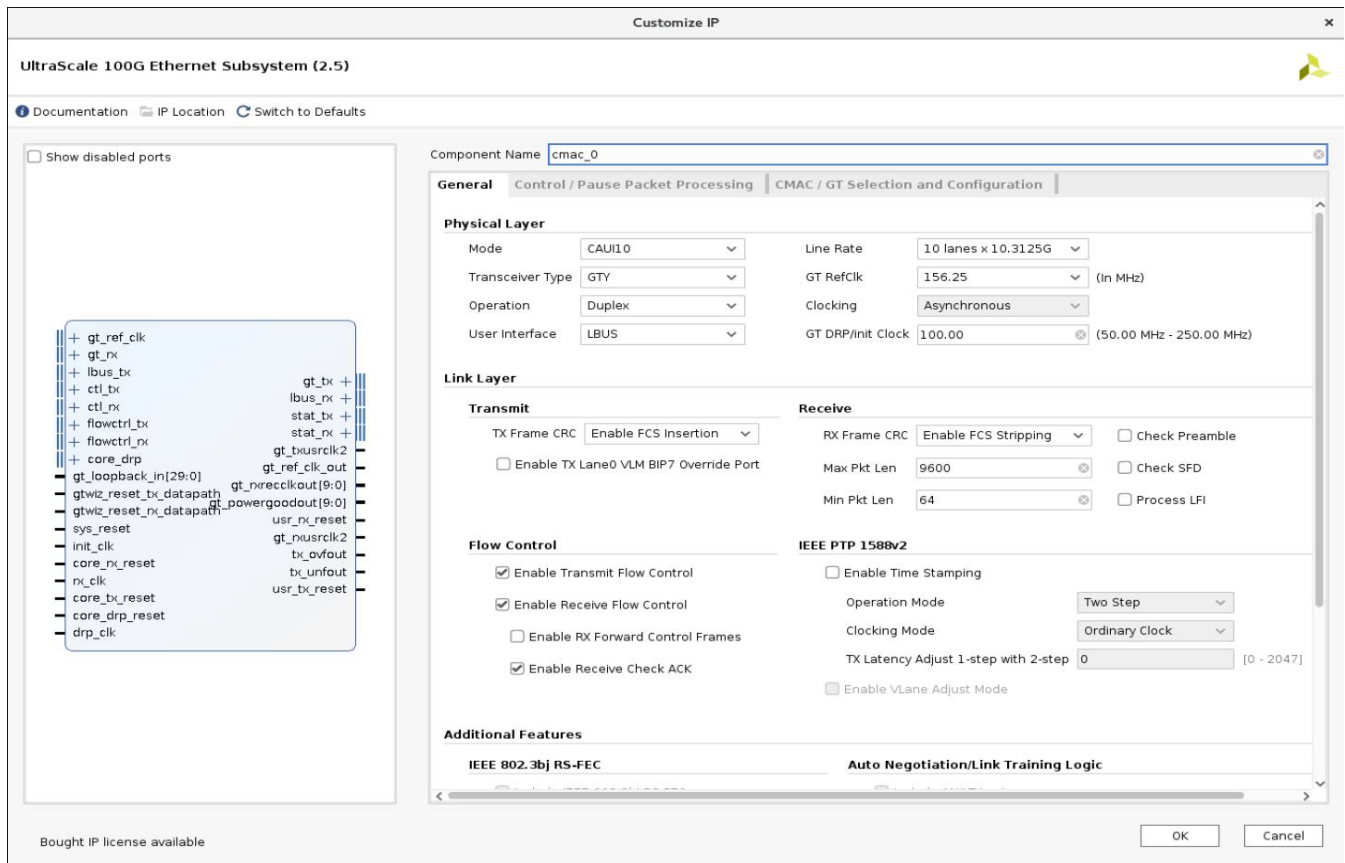 Customize IP
UltraScale 100G Ethernet Subsystem (2.5)
Documentation IP Location Switch to Defaults
Show disabled ports
gt_ref_clk
gt_rx
lbus_tx
ctl_tx
ctl_rx
flowctrl_tx
flowctrl_rx
core_drp
gt_loopback_in[29:0]
gtwiz_reset_tx_datapath
gtwiz_reset_rx_datapath
sys_reset
init_clk
core_rx_reset
rx_clk
core_tx_reset
core_drp_reset
drp_clk
gt_tx
lbus_rx
stat_tx
stat_rx
gt_txusrclk2
gt_ref_clk_out
gt_rxrecclkout[9:0]
gt_powergoodout[9:0]
usr_rx_reset
gt_rxusrclk2
tx_ovfout
tx_unfout
usr_tx_reset
Component Name cmac_0
General Control / Pause Packet Processing CMAC / GT Selection and Configuration
Physical Layer
Mode CAUI10 Line Rate 10 lanes x 10.3125G
Transceiver Type GTY GT RefClk 156.25 (In MHz)
Operation Duplex Clocking Asynchronous
User Interface LBUS GT DRP/init Clock 100.00 (50.00 MHz - 250.00 MHz)
Link Layer
Transmit
TX Frame CRC Enable FCS Insertion
Enable TX Lane0 VLM BIP7 Override Port
Receive
RX Frame CRC Enable FCS Stripping Check Preamble
Max Pkt Len 9600 Check SFD
Min Pkt Len 64 Process LFI
Flow Control
Enable Transmit Flow Control
Enable Receive Flow Control
Enable RX Forward Control Frames
Enable Receive Check ACK
IEEE PTP 1588v2
Enable Time Stamping
Operation Mode Two Step
Clocking Mode Ordinary Clock
TX Latency Adjust 1-step with 2-step 0 [0 - 2047]
Enable VLane Adjust Mode
Additional Features
IEEE 802.3bj RS-FEC Auto Negotiation/Link Training Logic
Bought IP license available
OK Cancel